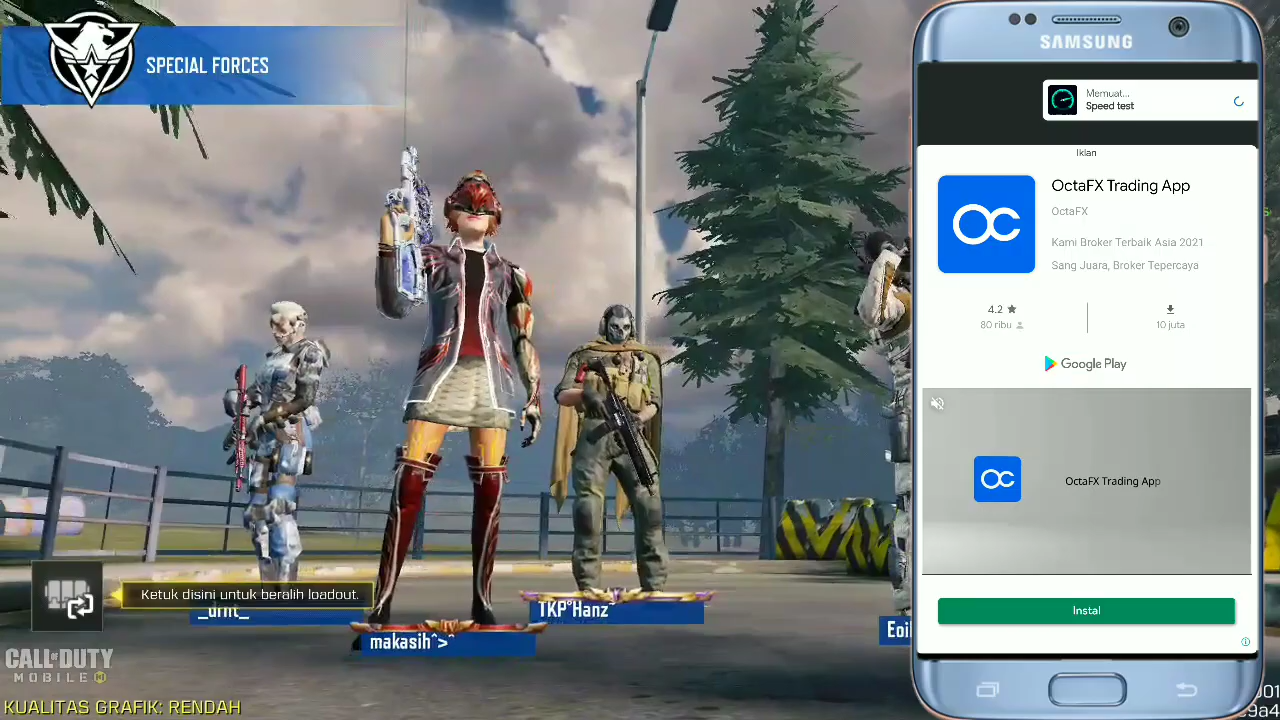 SPECIAL FORCES
Ketuk disini untuk beralih loadout.
makasih^>^
TKP°Hanz~
Eoil
CALL OF DUTY
MOBILE
KUALITAS GRAFIK: RENDAH
SAMSUNG
Memuat...
Speed test
Iklan
OctaFX Trading App
OctaFX
Kami Broker Terbaik Asia 2021
Sang Juara, Broker Tepercaya
4.2
80 ribu
10 juta
Google Play
OC
OctaFX Trading App
Instal